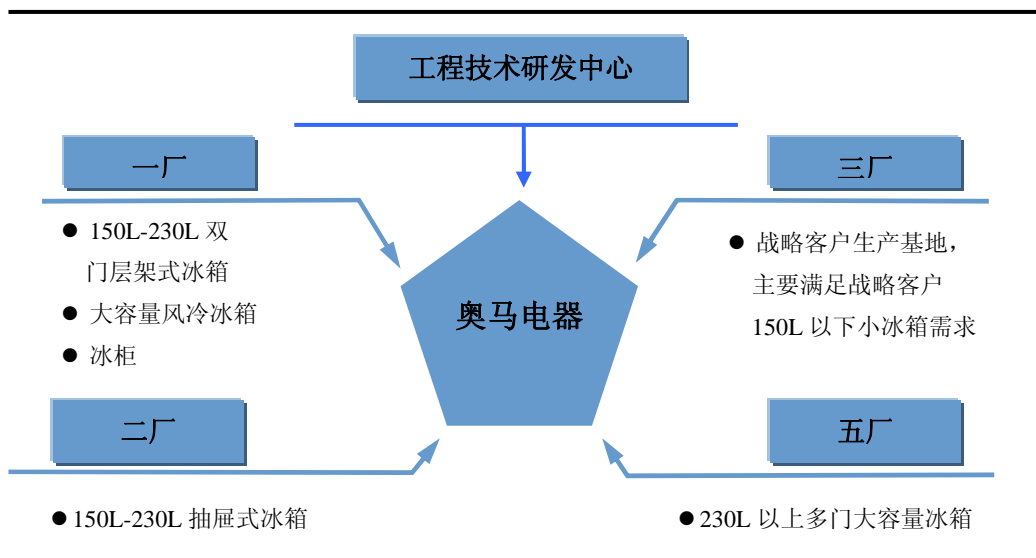 工程技术研发中心
一厂
● 150L-230L 双
门层架式冰箱
● 大容量风冷冰箱
● 冰柜
三厂
● 战略客户生产基地，
主要满足战略客户
150L 以下小冰箱需求
奥马电器
二厂
● 150L-230L 抽屉式冰箱
五厂
● 230L 以上多门大容量冰箱